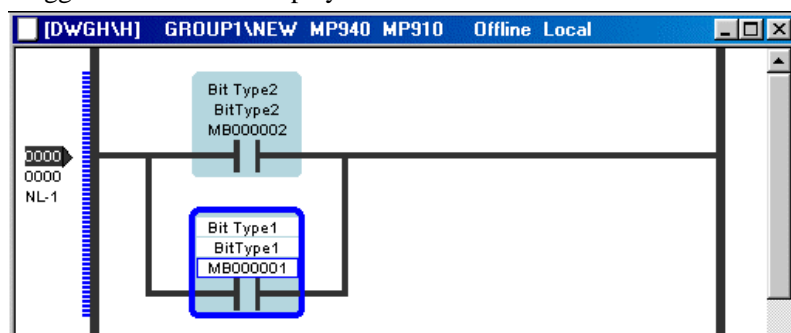 [DWGH\H] GROUP1\NEW MP940 MP910 Offline Local
Bit Type2
BitType2
MB000002
0000
0000
NL-1
Bit Type1
BitType1
MB000001